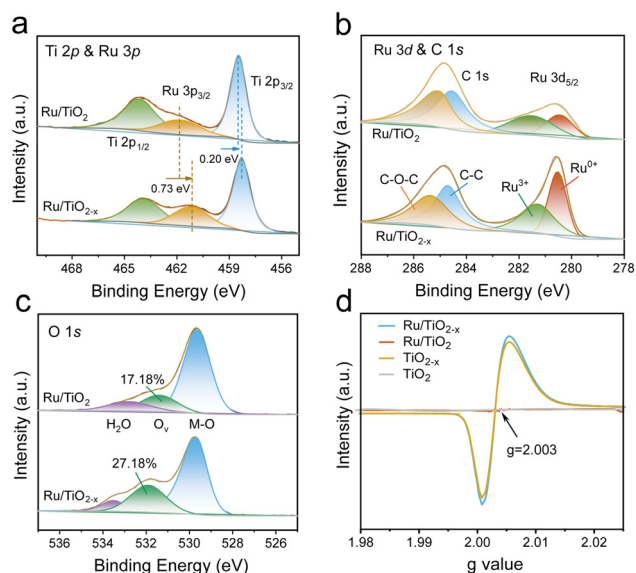 a
Ti 2p & Ru 3p
Ru/TiO2
Ru 3p3/2
Ti 2p3/2
Ti 2p1/2
0.20 eV
0.73 eV
Ru/TiO2-x
Intensity (a.u.)
468 465 462 459 456
Binding Energy (eV)
b
Ru 3d & C 1s
C 1s
Ru 3d5/2
Ru/TiO2
C-O-C
C-C
Ru3+
Ru0+
Ru/TiO2-x
Intensity (a.u.)
288 286 284 282 280 278
Binding Energy (eV)
c
O 1s
Ru/TiO2
17.18%
H2O Ov M-O
27.18%
Ru/TiO2-x
Intensity (a.u.)
536 534 532 530 528 526
Binding Energy (eV)
d
Ru/TiO2-x
Ru/TiO2
TiO2-x
TiO2
g=2.003
Intensity (a.u.)
1.98 1.99 2.00 2.01 2.02
g value